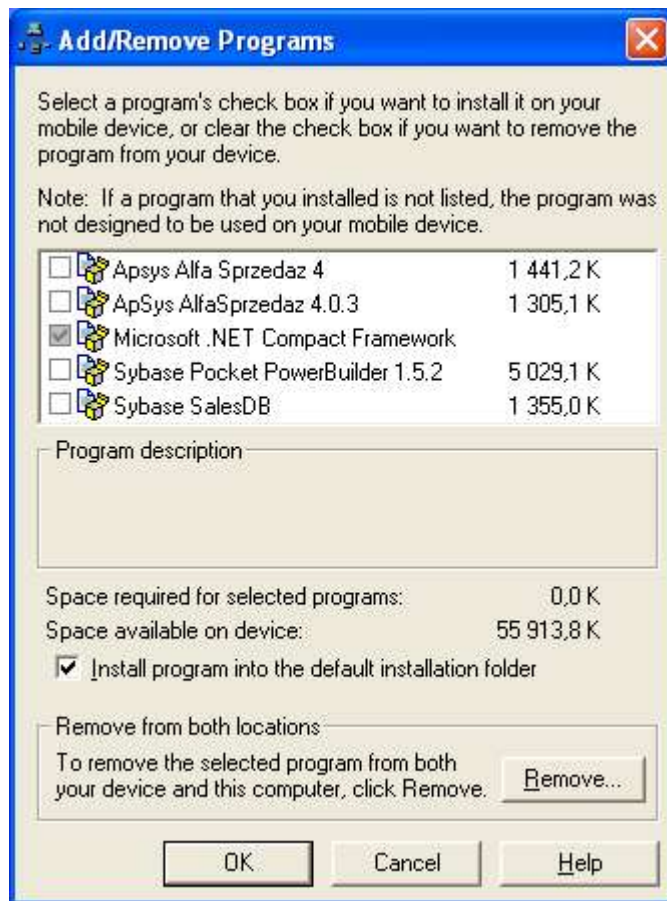 Add/Remove Programs
Select a program's check box if you want to install it on your
mobile device, or clear the check box if you want to remove the
program from your device.
Note:  If a program that you installed is not listed, the program was
not designed to be used on your mobile device.
Apsys Alfa Sprzedaz 4 1 441,2 K
ApSys AlfaSprzedaz 4.0.3 1 305,1 K
Microsoft .NET Compact Framework
Sybase Pocket PowerBuilder 1.5.2 5 029,1 K
Sybase SalesDB 1 355,0 K
Program description
Space required for selected programs: 0,0 K
Space available on device: 55 913,8 K
Install program into the default installation folder
Remove from both locations
To remove the selected program from both
your device and this computer, click Remove.
Remove...
OK Cancel Help